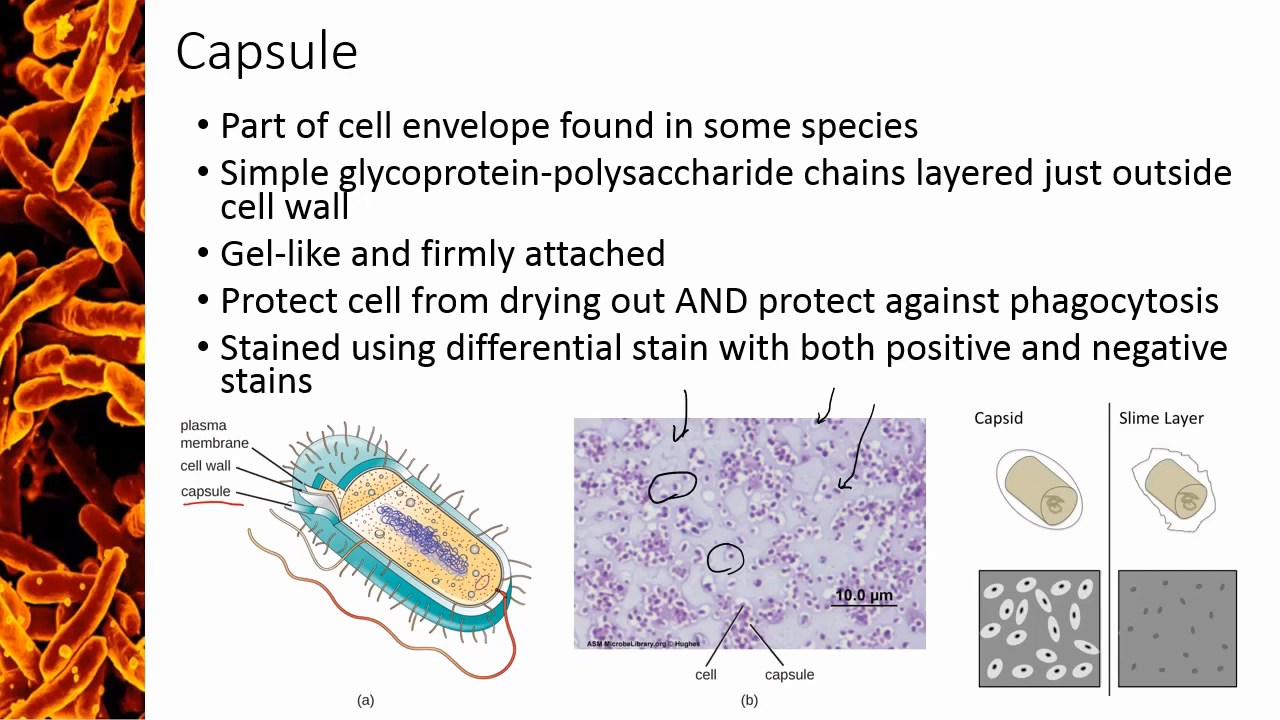 Capsule
• Part of cell envelope found in some species
• Simple glycoprotein-polysaccharide chains layered just outside
cell wall
• Gel-like and firmly attached
• Protect cell from drying out AND protect against phagocytosis
• Stained using differential stain with both positive and negative
stains
plasma
membrane
cell wall
capsule
(a)
10.0 µm
ASM MicrobeLibrary.org © Hughes
cell
capsule
(b)
Capsid
Slime Layer